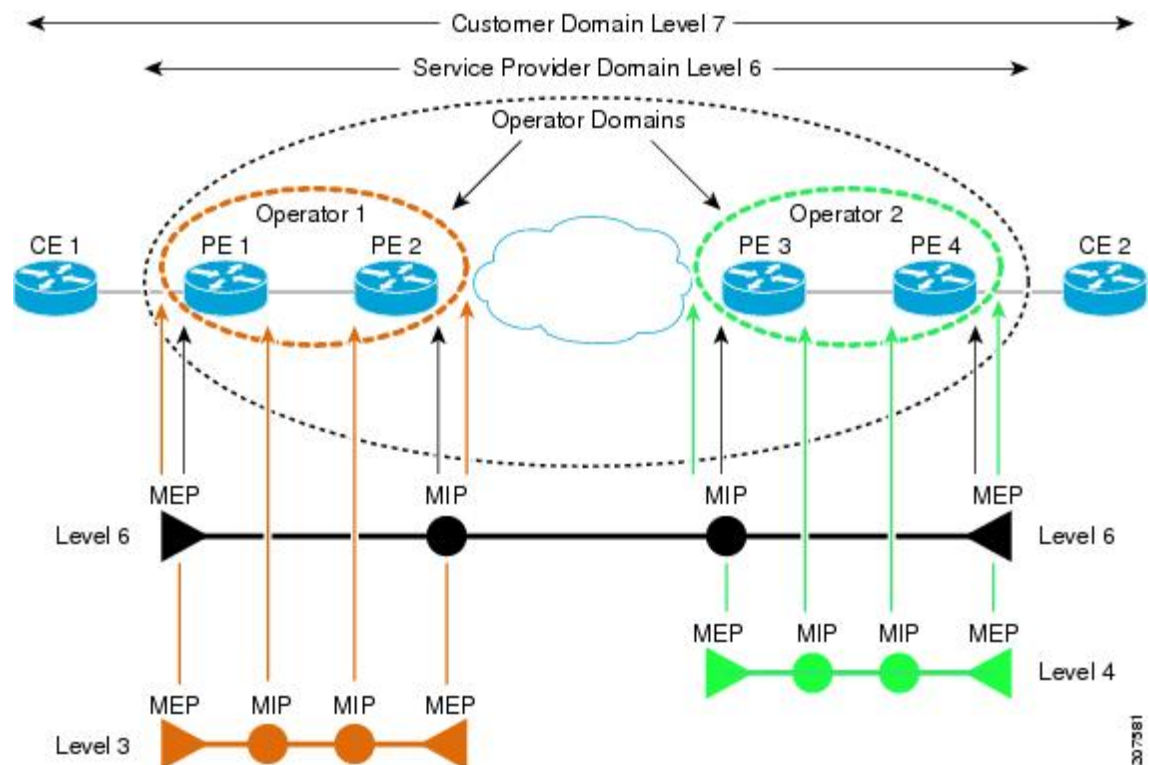 Customer Domain Level 7
Service Provider Domain Level 6
Operator Domains
Operator 1
Operator 2
CE 1
PE 1
PE 2
PE 3
PE 4
CE 2
MEP
MIP
MIP
MEP
Level 6
Level 6
MEP
MIP
MIP
MEP
Level 4
MEP
MIP
MIP
MEP
Level 3
207581